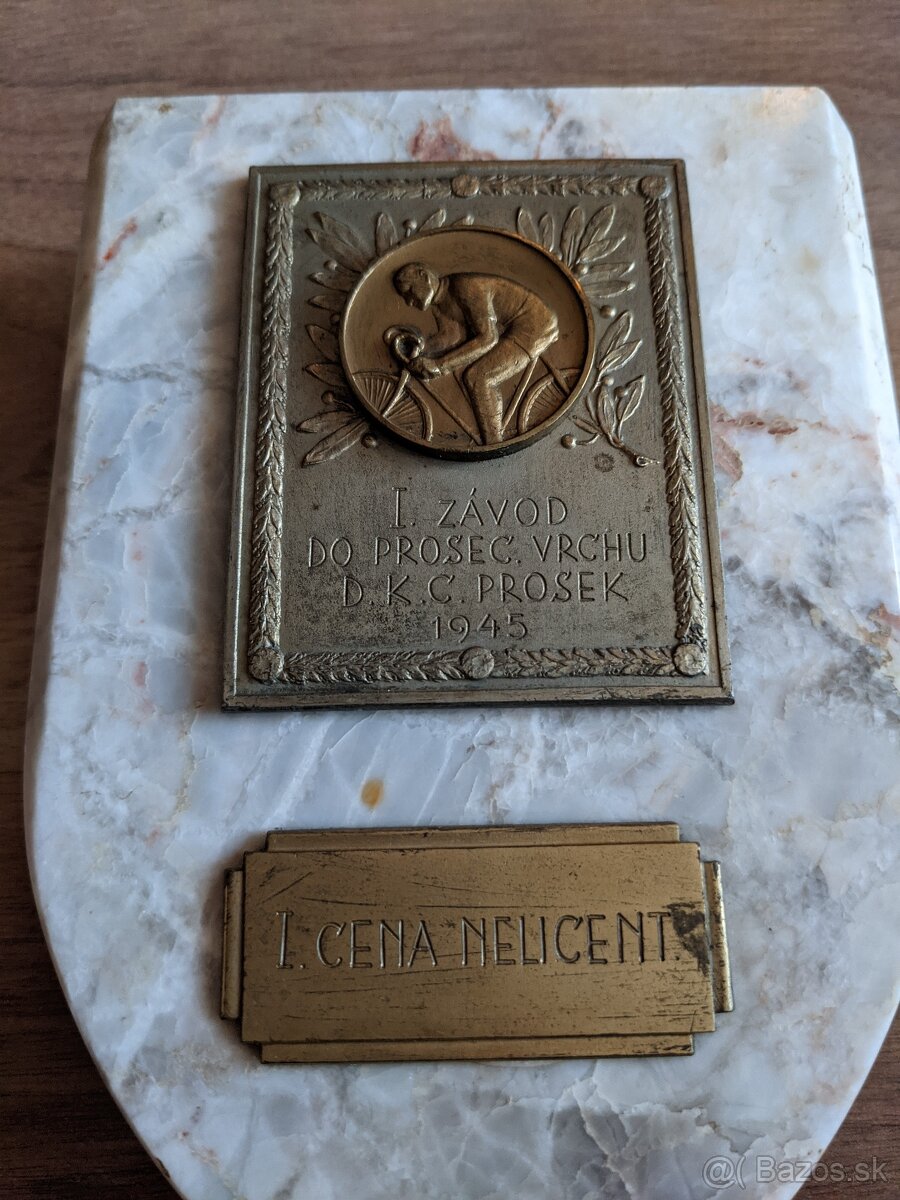 I. ZÁVOD
DO PROSEC. VRCHU
D.K.C. PROSEK
1945
I. CENA NELICENT.
@( Bazos.sk